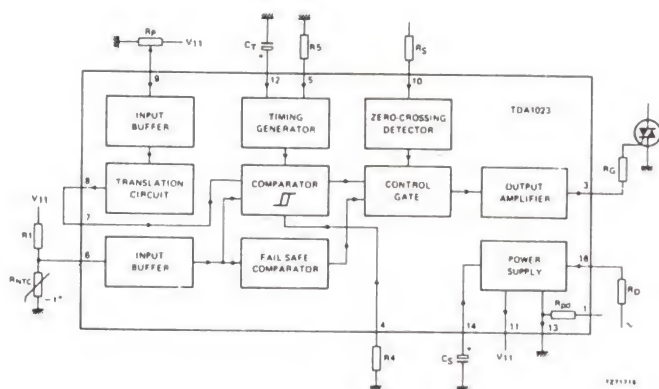 RP
V11
CT
+
R5
RS
9
12
5
10
TDA1023
INPUT BUFFER
TIMING GENERATOR
ZERO-CROSSING DETECTOR
8
TRANSLATION CIRCUIT
COMPARATOR
CONTROL GATE
OUTPUT AMPLIFIER
3
RG
V11
7
R1
6
INPUT BUFFER
FAIL SAFE COMPARATOR
POWER SUPPLY
16
RNTC
-t°
RD
Rpd
1
4
14
11
13
R4
CS
+
V11
~
7Z71716